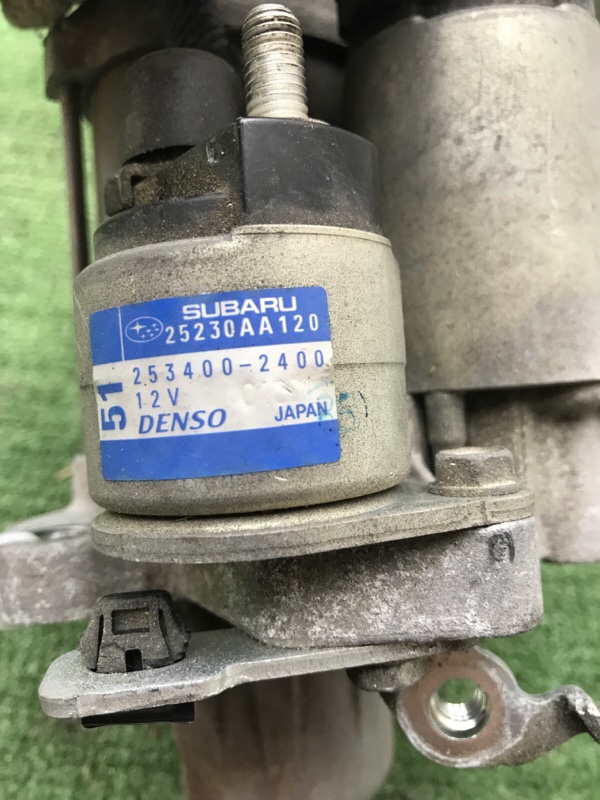 SUBARU
25230AA120
51
253400-2400
12V
DENSO JAPAN